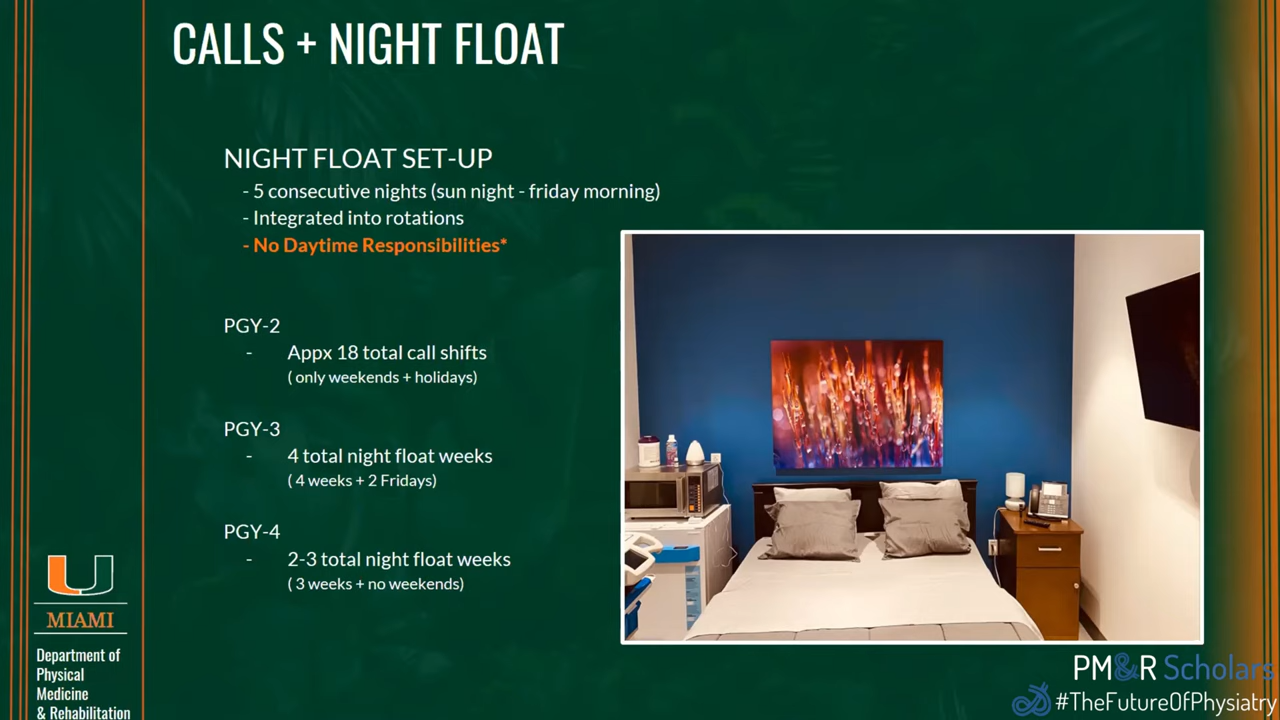 CALLS + NIGHT FLOAT
NIGHT FLOAT SET-UP
- 5 consecutive nights (sun night - friday morning)
- Integrated into rotations
- No Daytime Responsibilities*
PGY-2
- Appx 18 total call shifts
( only weekends + holidays)
PGY-3
- 4 total night float weeks
( 4 weeks + 2 Fridays)
PGY-4
- 2-3 total night float weeks
( 3 weeks + no weekends)
U
MIAMI
Department of
Physical
Medicine
& Rehabilitation
PM&R Scholars
#TheFutureOfPhysiatry